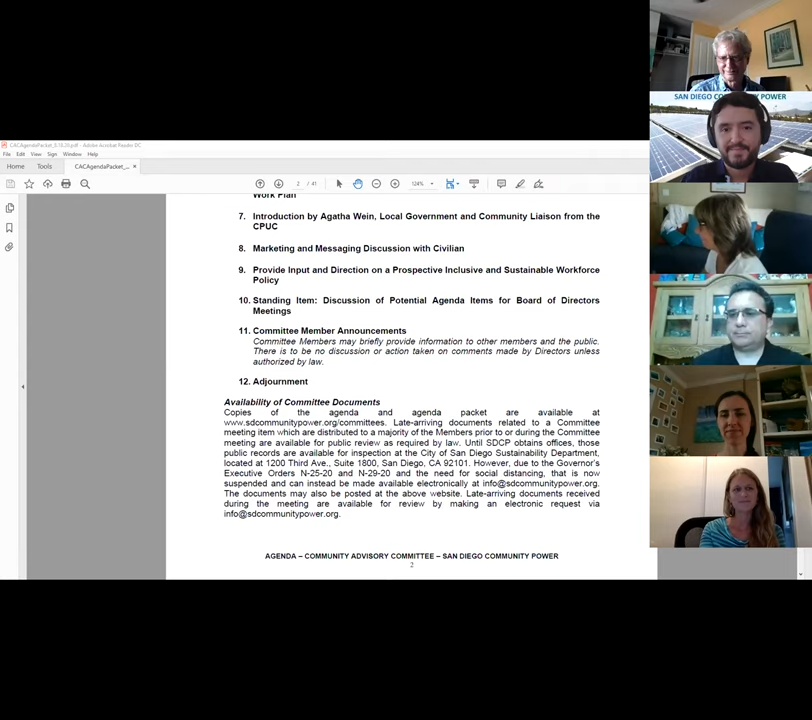 CACAgendaPacket_9.18.20.pdf - Adobe Acrobat Reader DC
File Edit View Sign Window Help
Home Tools CACAgendaPacket_... ×
2 / 41 124%
Work Plan
7. Introduction by Agatha Wein, Local Government and Community Liaison from the
CPUC
8. Marketing and Messaging Discussion with Civilian
9. Provide Input and Direction on a Prospective Inclusive and Sustainable Workforce
Policy
10. Standing Item: Discussion of Potential Agenda Items for Board of Directors
Meetings
11. Committee Member Announcements
Committee Members may briefly provide information to other members and the public.
There is to be no discussion or action taken on comments made by Directors unless
authorized by law.
12. Adjournment
Availability of Committee Documents
Copies of the agenda and agenda packet are available at
www.sdcommunitypower.org/committees. Late-arriving documents related to a Committee
meeting item which are distributed to a majority of the Members prior to or during the Committee
meeting are available for public review as required by law. Until SDCP obtains offices, those
public records are available for inspection at the City of San Diego Sustainability Department,
located at 1200 Third Ave., Suite 1800, San Diego, CA 92101. However, due to the Governor's
Executive Orders N-25-20 and N-29-20 and the need for social distancing, that is now
suspended and can instead be made available electronically at info@sdcommunitypower.org.
The documents may also be posted at the above website. Late-arriving documents received
during the meeting are available for review by making an electronic request via
info@sdcommunitypower.org.
AGENDA – COMMUNITY ADVISORY COMMITTEE – SAN DIEGO COMMUNITY POWER
2
SAN DIEGO CO POWER